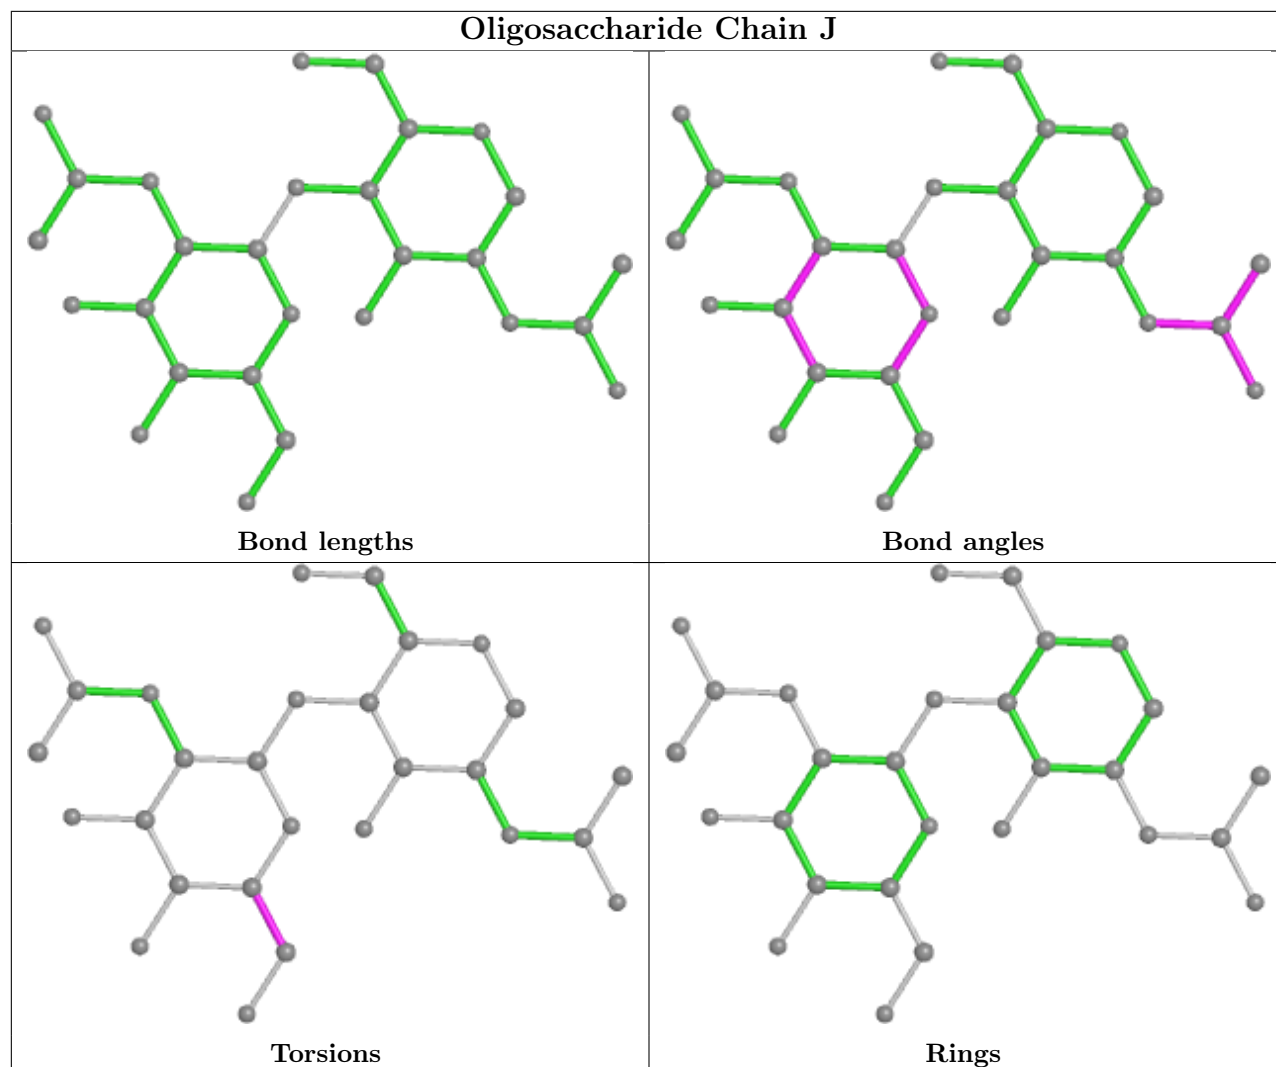 Oligosaccharide Chain J
Bond lengths
Bond angles
Torsions
Rings